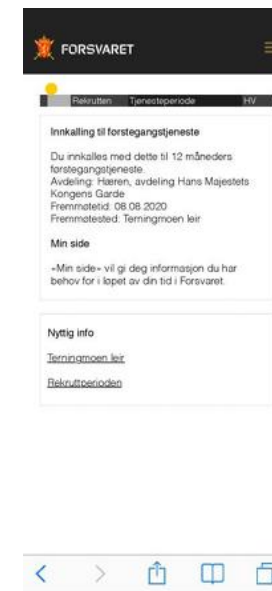 FORSVARET
Rekrutten Tjenesteperiode HV
Innkalling til førstegangstjeneste
Du innkalles med dette til 12 måneders
førstegangstjeneste.
Avdeling: Hæren, avdeling Hans Majestets
Kongens Garde
Fremmøtetid: 08.08.2020
Fremmøtested: Terningmoen leir
Min side
«Min side» vil gi deg informasjon du har
behov for i løpet av din tid i Forsvaret.
Nyttig info
Terningmoen leir
Rekruttperioden